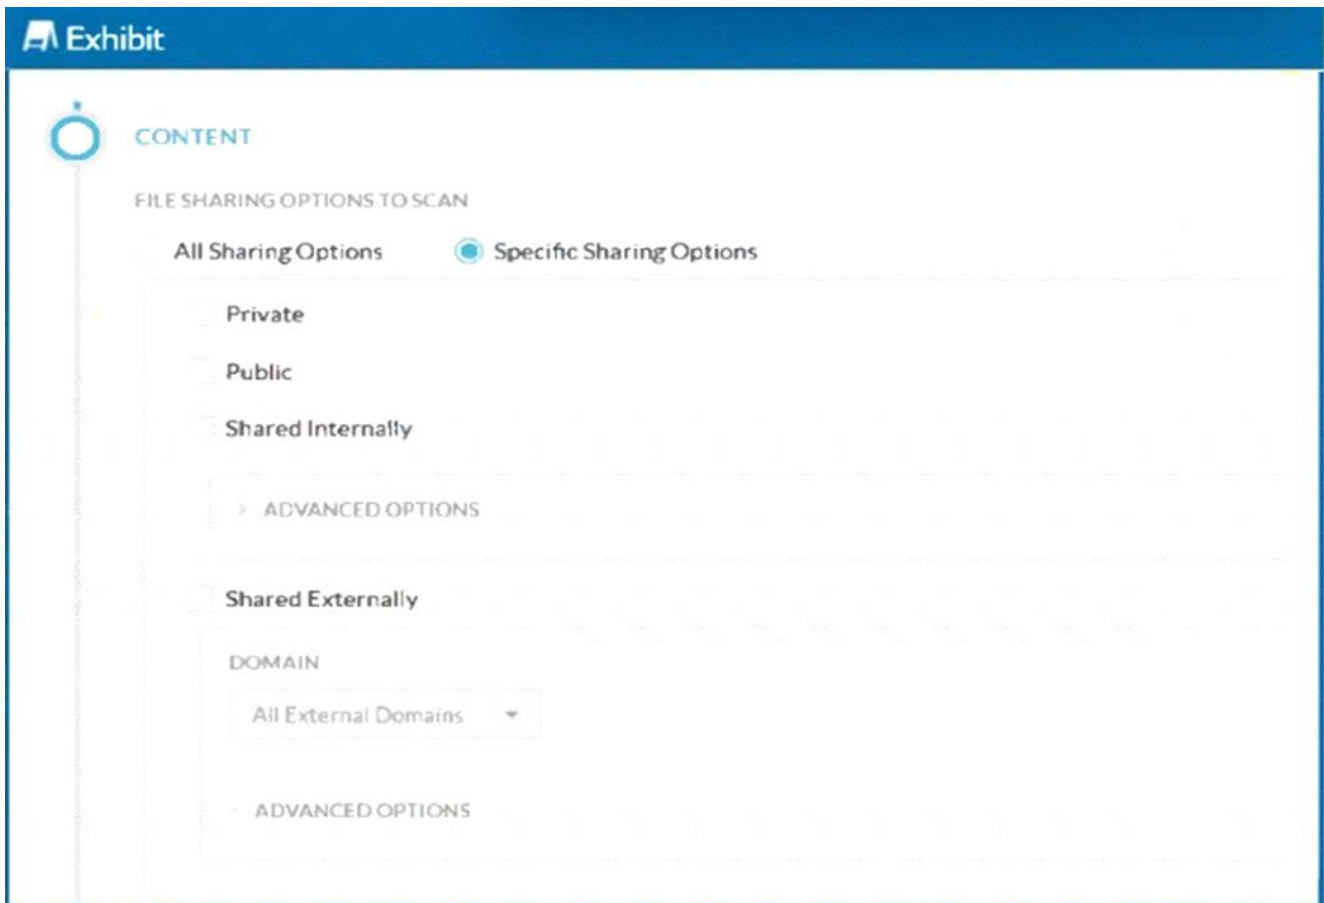 Exhibit
CONTENT
FILE SHARING OPTIONS TO SCAN
All Sharing Options Specific Sharing Options
Private
Public
Shared Internally
> ADVANCED OPTIONS
Shared Externally
DOMAIN
All External Domains
ADVANCED OPTIONS